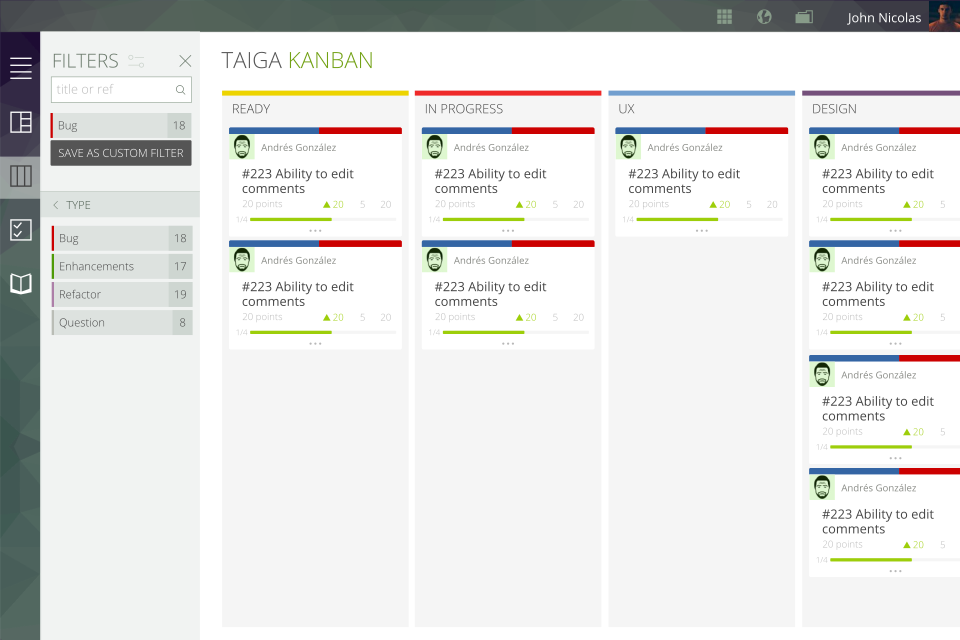 John Nicolas
FILTERS
title or ref
Bug 18
SAVE AS CUSTOM FILTER
TYPE
Bug 18
Enhancements 17
Refactor 19
Question 8
TAIGA KANBAN
READY
Andrés González
#223 Ability to edit
comments
20 points 20 5 20
1/4
Andrés González
#223 Ability to edit
comments
20 points 20 5 20
1/4
IN PROGRESS
Andrés González
#223 Ability to edit
comments
20 points 20 5 20
1/4
Andrés González
#223 Ability to edit
comments
20 points 20 5 20
1/4
UX
Andrés González
#223 Ability to edit
comments
20 points 20 5 20
1/4
DESIGN
Andrés González
#223 Ability to edit
comments
20 points 20 5
1/4
Andrés González
#223 Ability to edit
comments
20 points 20 5
1/4
Andrés González
#223 Ability to edit
comments
20 points 20 5
1/4
Andrés González
#223 Ability to edit
comments
20 points 20 5
1/4